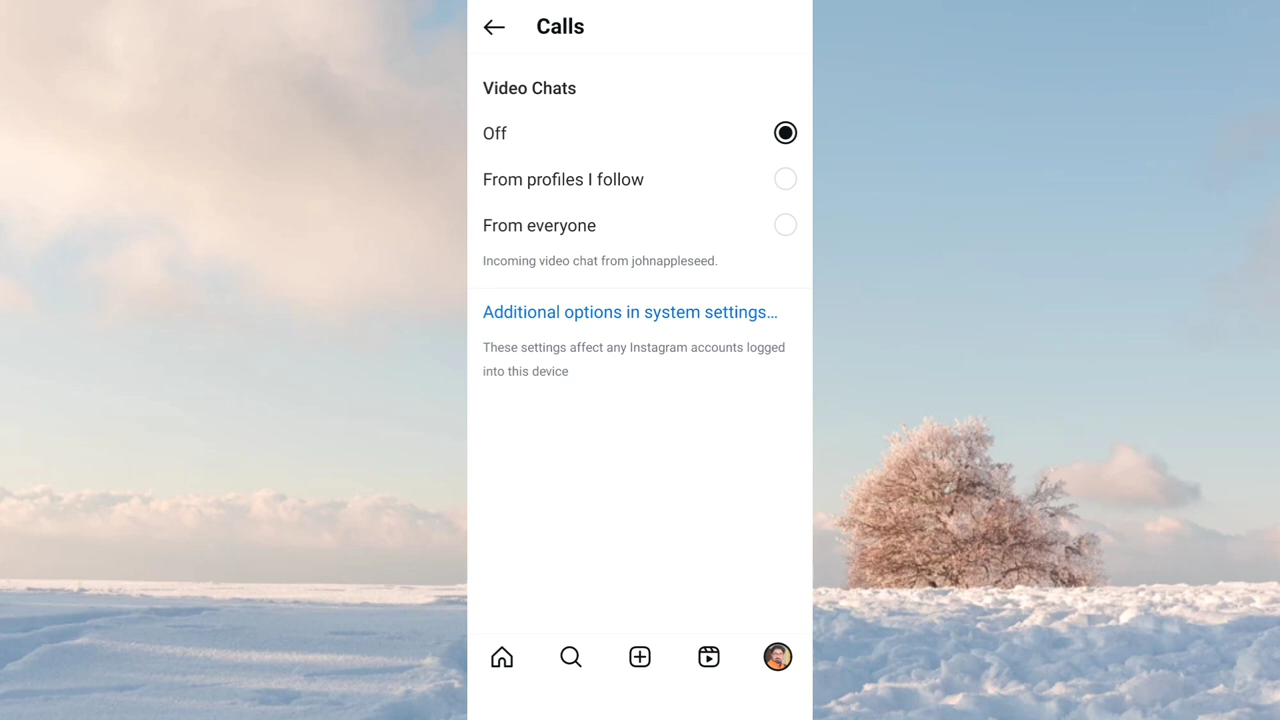 Calls
Video Chats
Off
From profiles I follow
From everyone
Incoming video chat from johnappleseed.
Additional options in system settings...
These settings affect any Instagram accounts logged
into this device